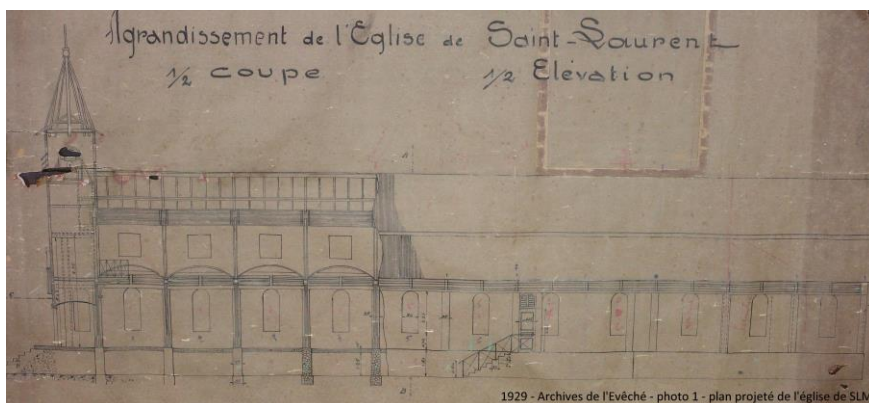 Agrandissement de l'Eglise de Saint-Laurent
1/2 coupe 1/2 Elévation
1929 - Archives de l'Evêché - photo 1 - plan projeté de l'église de SLM